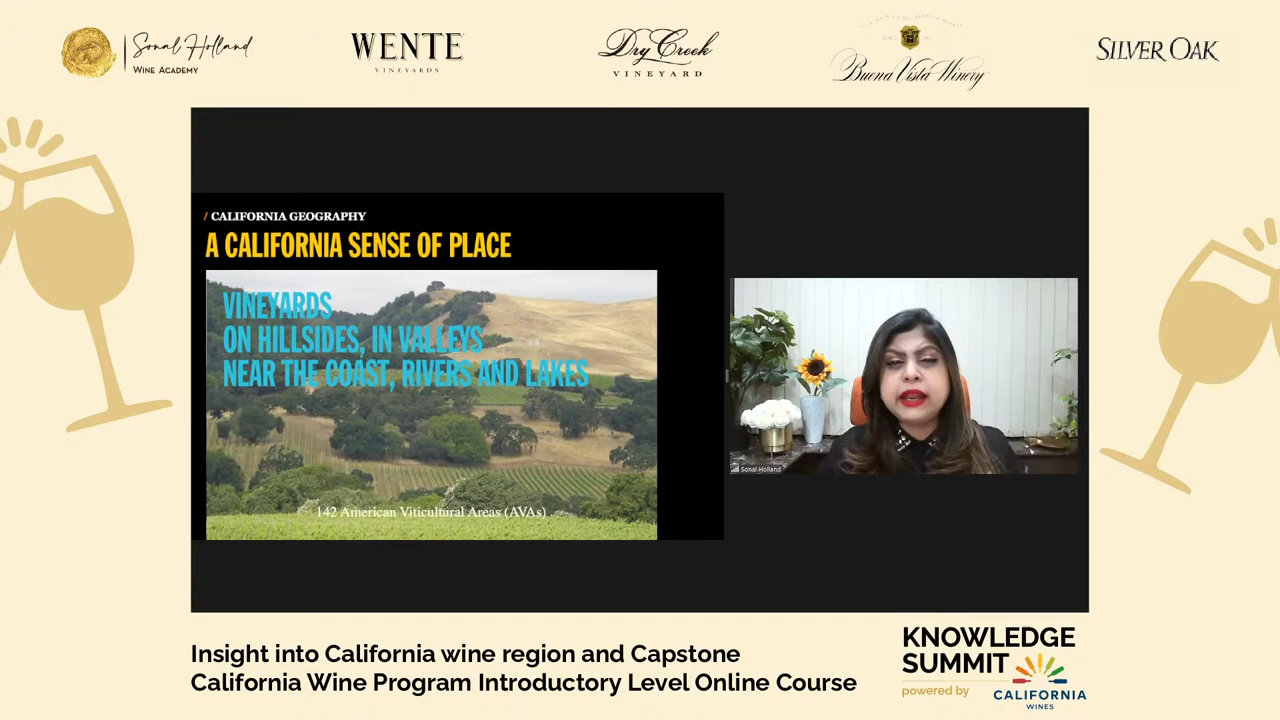 Sonal Holland
WINE ACADEMY
WENTE
VINEYARDS
Dry Creek
VINEYARD
Buena Vista Winery
SILVER OAK
/ CALIFORNIA GEOGRAPHY
A CALIFORNIA SENSE OF PLACE
VINEYARDS
ON HILLSIDES, IN VALLEYS
NEAR THE COAST, RIVERS AND LAKES
142 American Viticultural Areas (AVAs)
Sonal Holland
Insight into California wine region and Capstone
California Wine Program Introductory Level Online Course
KNOWLEDGE
SUMMIT
powered by
CALIFORNIA
WINES